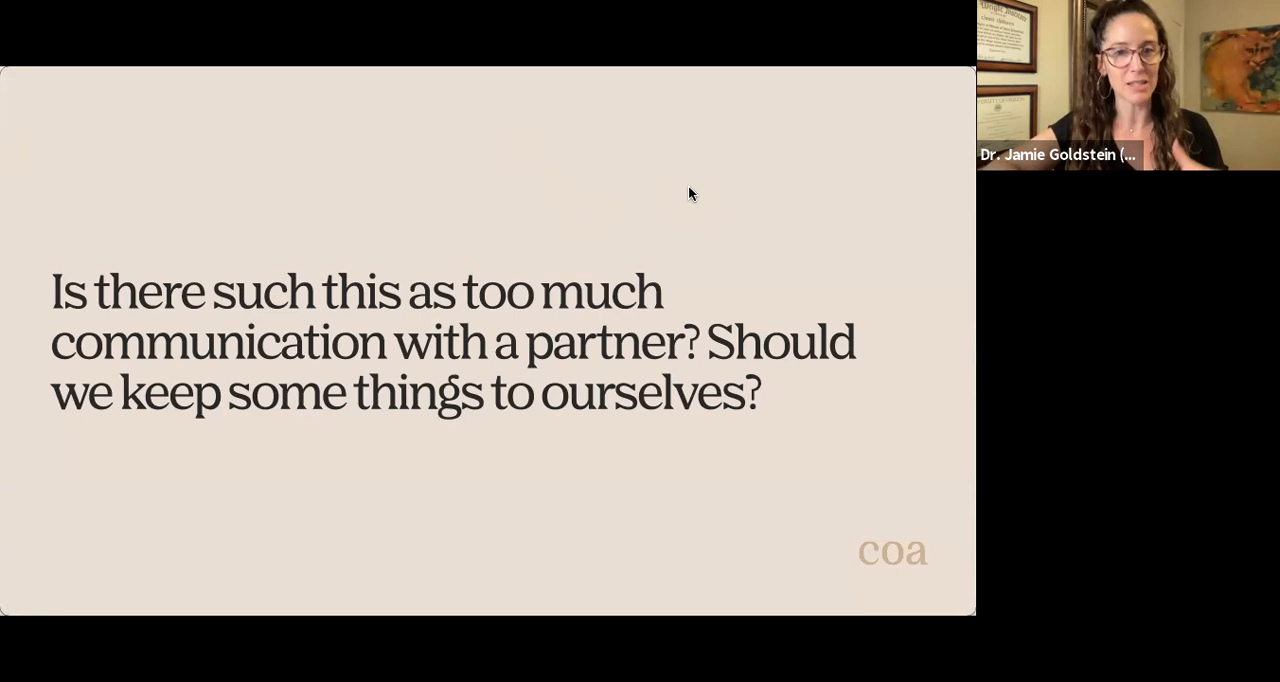 Is there such this as too much
communication with a partner? Should
we keep some things to ourselves?
coa
Dr. Jamie Goldstein (...